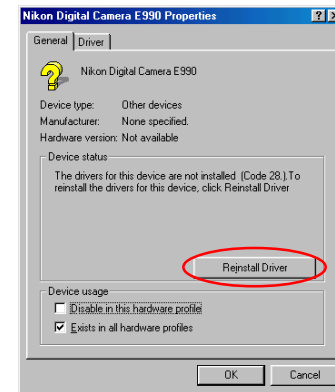 Nikon Digital Camera E990 Properties
General Driver
Nikon Digital Camera E990
Device type: Other devices
Manufacturer: None specified.
Hardware version: Not available
Device status
The drivers for this device are not installed (Code 28.).To
reinstall the drivers for this device, click Reinstall Driver
Reinstall Driver
Device usage
Disable in this hardware profile
Exists in all hardware profiles
OK Cancel